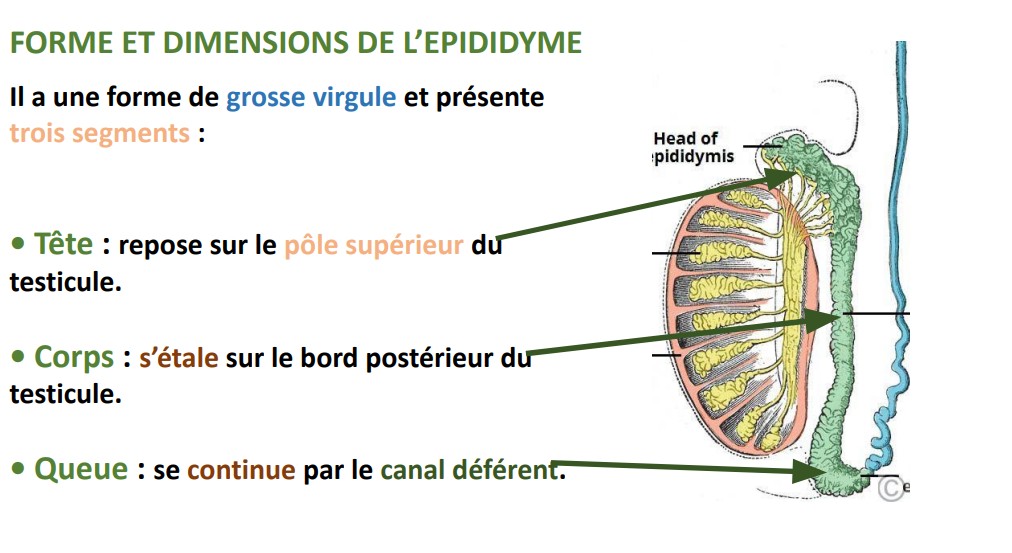 FORME ET DIMENSIONS DE L’EPIDIDYME
Il a une forme de grosse virgule et présente
trois segments :
Head of
epididymis
• Tête : repose sur le pôle supérieur du
testicule.
• Corps : s’étale sur le bord postérieur du
testicule.
• Queue : se continue par le canal déférent.
©e